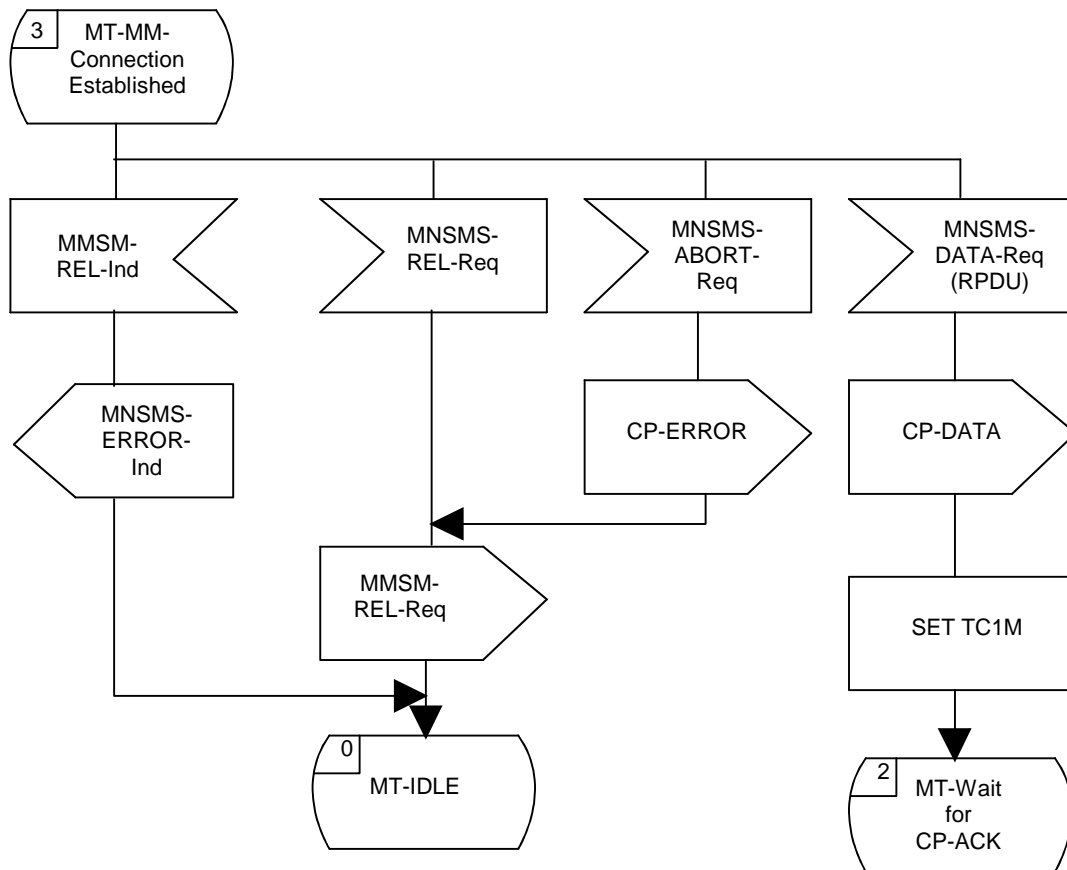 3
MT-MM-
Connection
Established
MMSM-
REL-Ind
MNSMS-
REL-Req
MNSMS-
ABORT-
Req
MNSMS-
DATA-Req
(RPDU)
MNSMS-
ERROR-
Ind
CP-ERROR
CP-DATA
MMSM-
REL-Req
SET TC1M
0
MT-IDLE
2
MT-Wait
for
CP-ACK